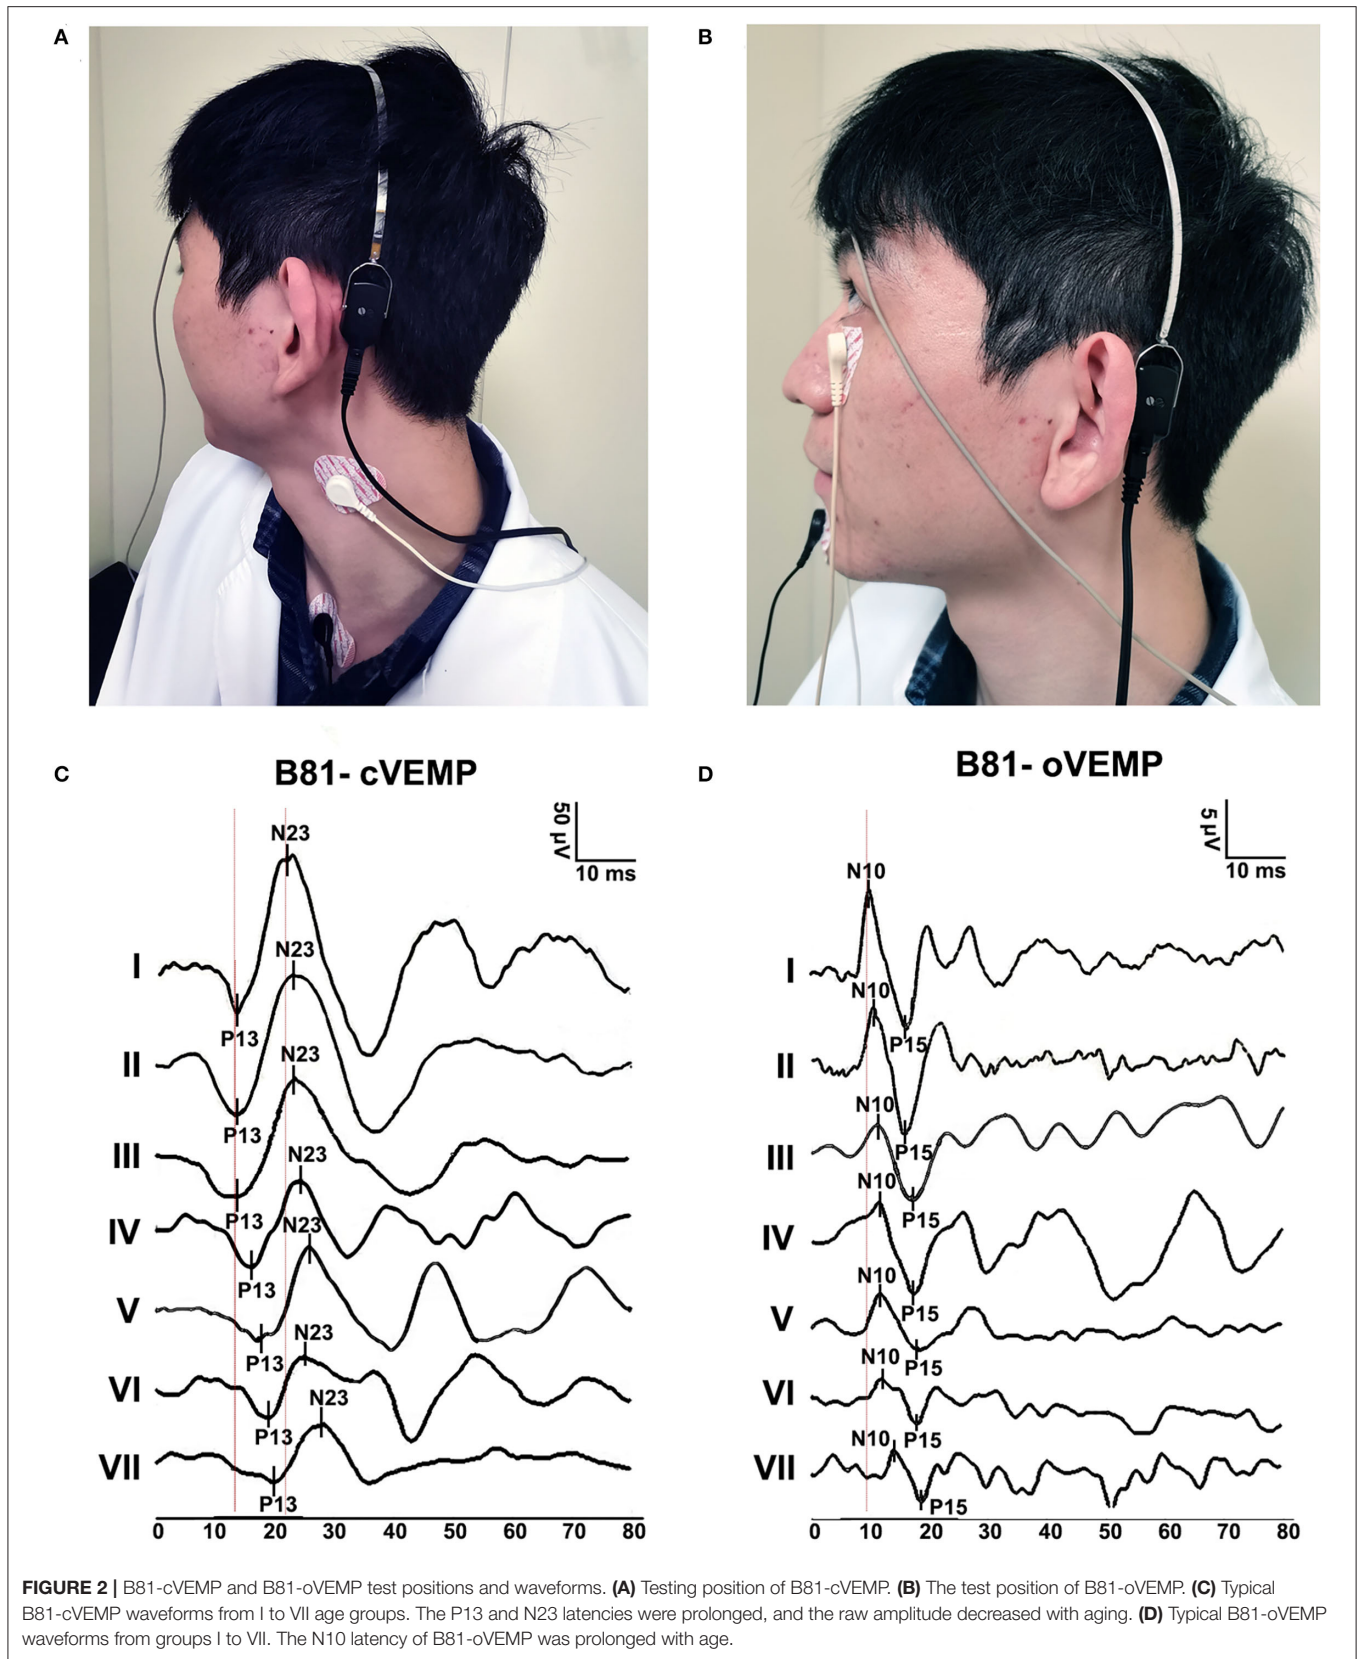 A
B
C
B81- cVEMP
50 µV
10 ms
N23
I
P13
N23
II
P13
N23
III
P13
N23
IV
P13
N23
V
P13
N23
VI
P13
N23
VII
P13
0 10 20 30 40 50 60 70 80
D
B81- oVEMP
5 µV
10 ms
N10
I
P15
N10
II
P15
N10
III
P15
N10
IV
P15
N10
V
P15
N10
VI
P15
N10
VII
P15
0 10 20 30 40 50 60 70 80
FIGURE 2 | B81-cVEMP and B81-oVEMP test positions and waveforms. (A) Testing position of B81-cVEMP. (B) The test position of B81-oVEMP. (C) Typical
B81-cVEMP waveforms from I to VII age groups. The P13 and N23 latencies were prolonged, and the raw amplitude decreased with aging. (D) Typical B81-oVEMP
waveforms from groups I to VII. The N10 latency of B81-oVEMP was prolonged with age.